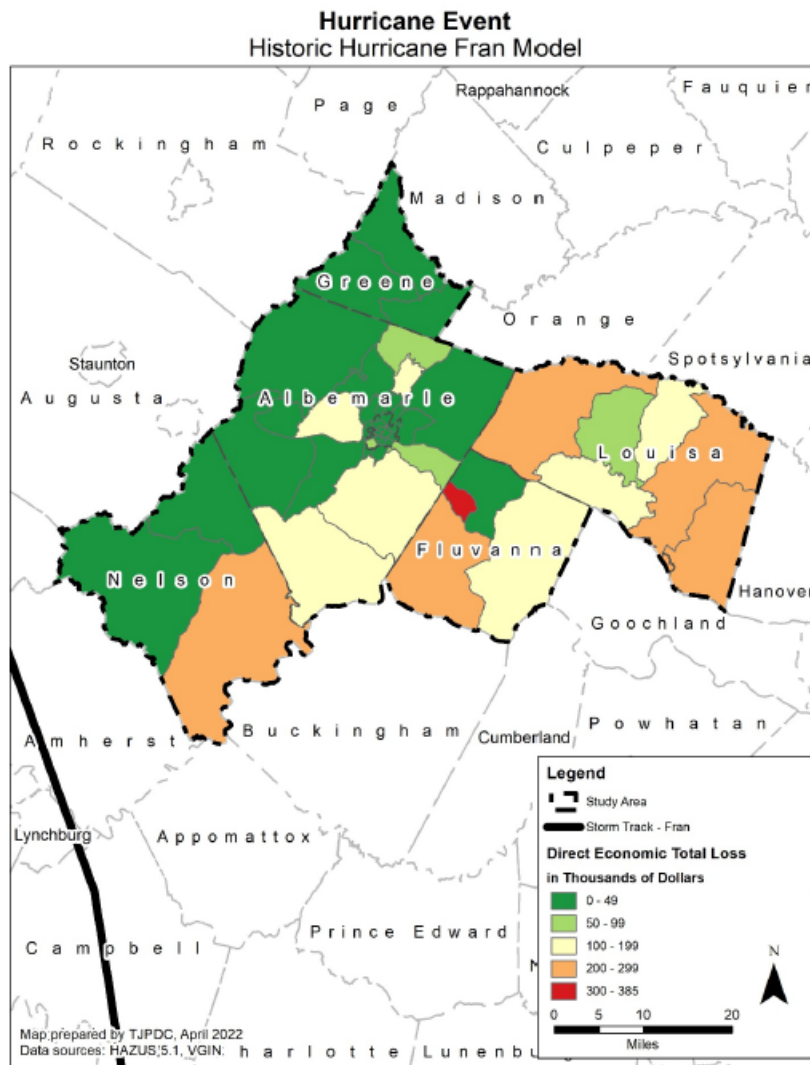 Hurricane Event
Historic Hurricane Fran Model
Page
Rappahannock
Fauquier
Rockingham
Culpeper
Madison
Greene
Orange
Staunton
Spotsylvania
Augusta
Albemarle
Louisa
Fluvanna
Nelson
Hanover
Goochland
Buckingham
Powhatan
Amherst
Cumberland
Lynchburg
Appomattox
Prince Edward
Campbell
Legend
Study Area
Storm Track - Fran
Direct Economic Total Loss
in Thousands of Dollars
0 - 49
50 - 99
100 - 199
200 - 299
300 - 385
N
0 5 10 20
Miles
Map prepared by TJPDC, April 2022
Data sources: HAZUS 5.1, VGIN.
harlotte Lunenbu